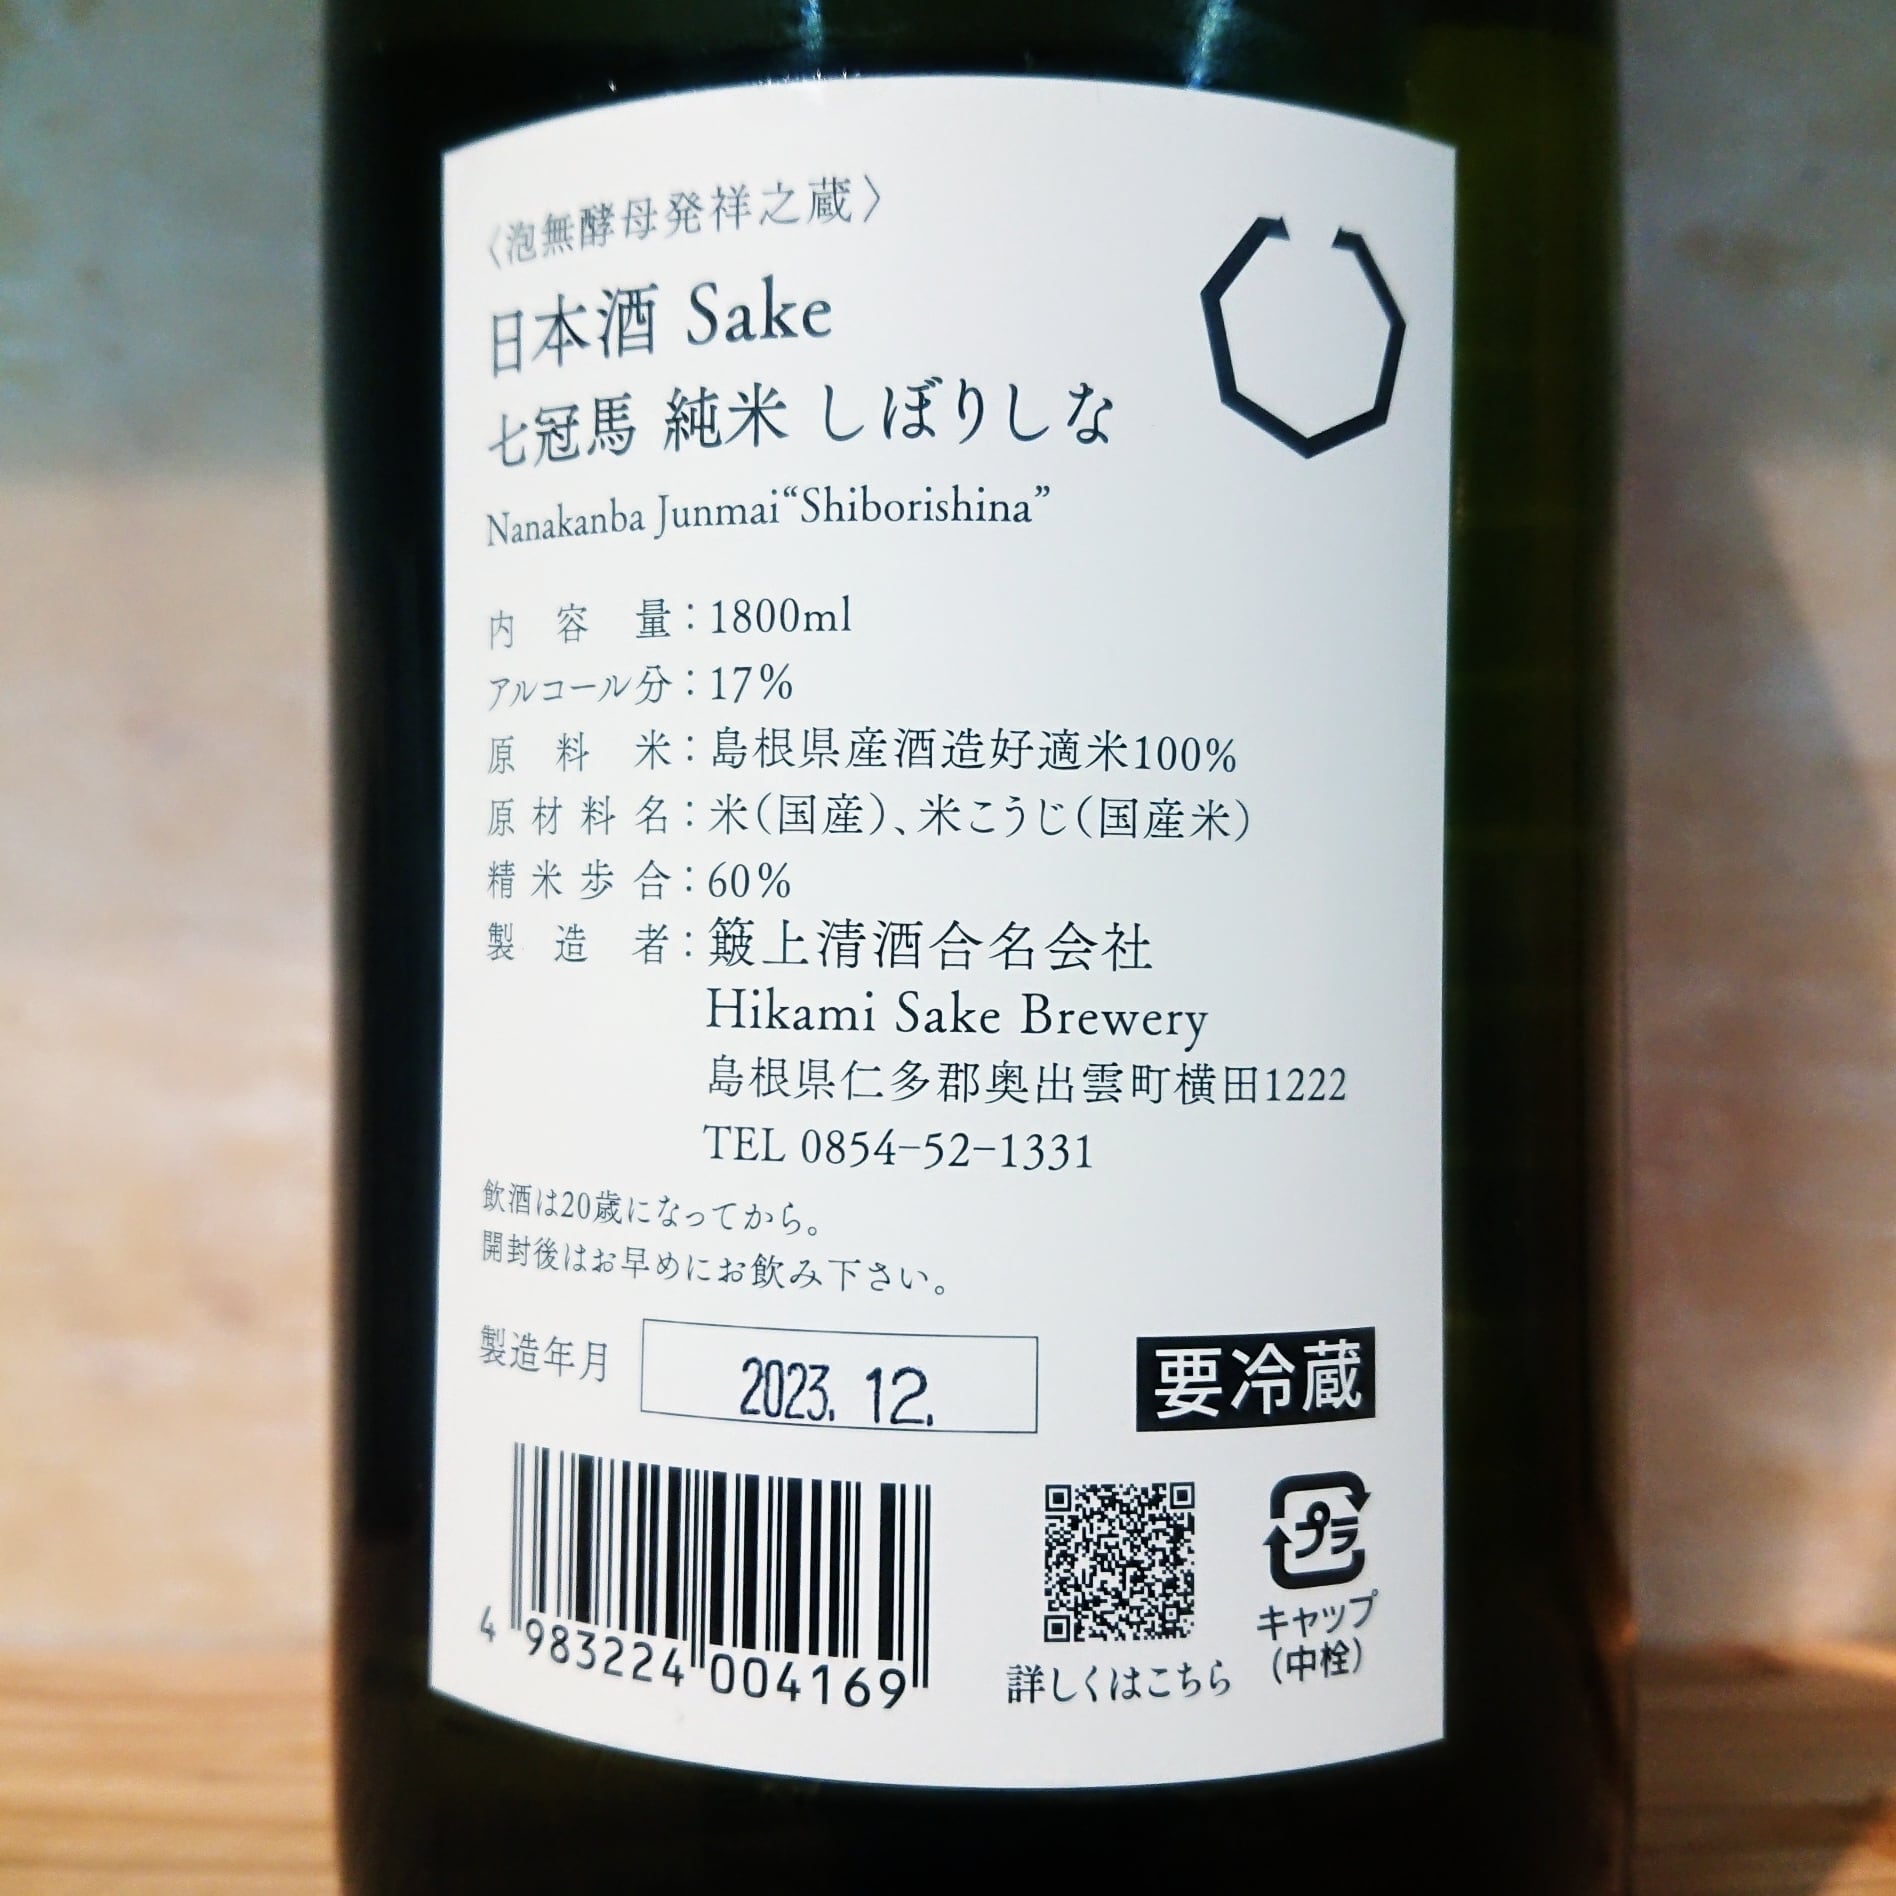 〈泡無酵母発祥之蔵〉
日本酒 Sake
七冠馬 純米 しぼりしな
Nanakanba Junmai“Shiborishina”
内容量：1800ml
アルコール分：17%
原料米：島根県産酒造好適米100%
原材料名：米（国産）、米こうじ（国産米）
精米歩合：60%
製造者：簸上清酒合名会社
Hikami Sake Brewery
島根県仁多郡奥出雲町横田1222
TEL 0854-52-1331
飲酒は20歳になってから。
開封後はお早めにお飲み下さい。
製造年月 2023. 12.
要冷蔵
4 983224 004169
詳しくはこちら
プラ
キャップ
（中栓）